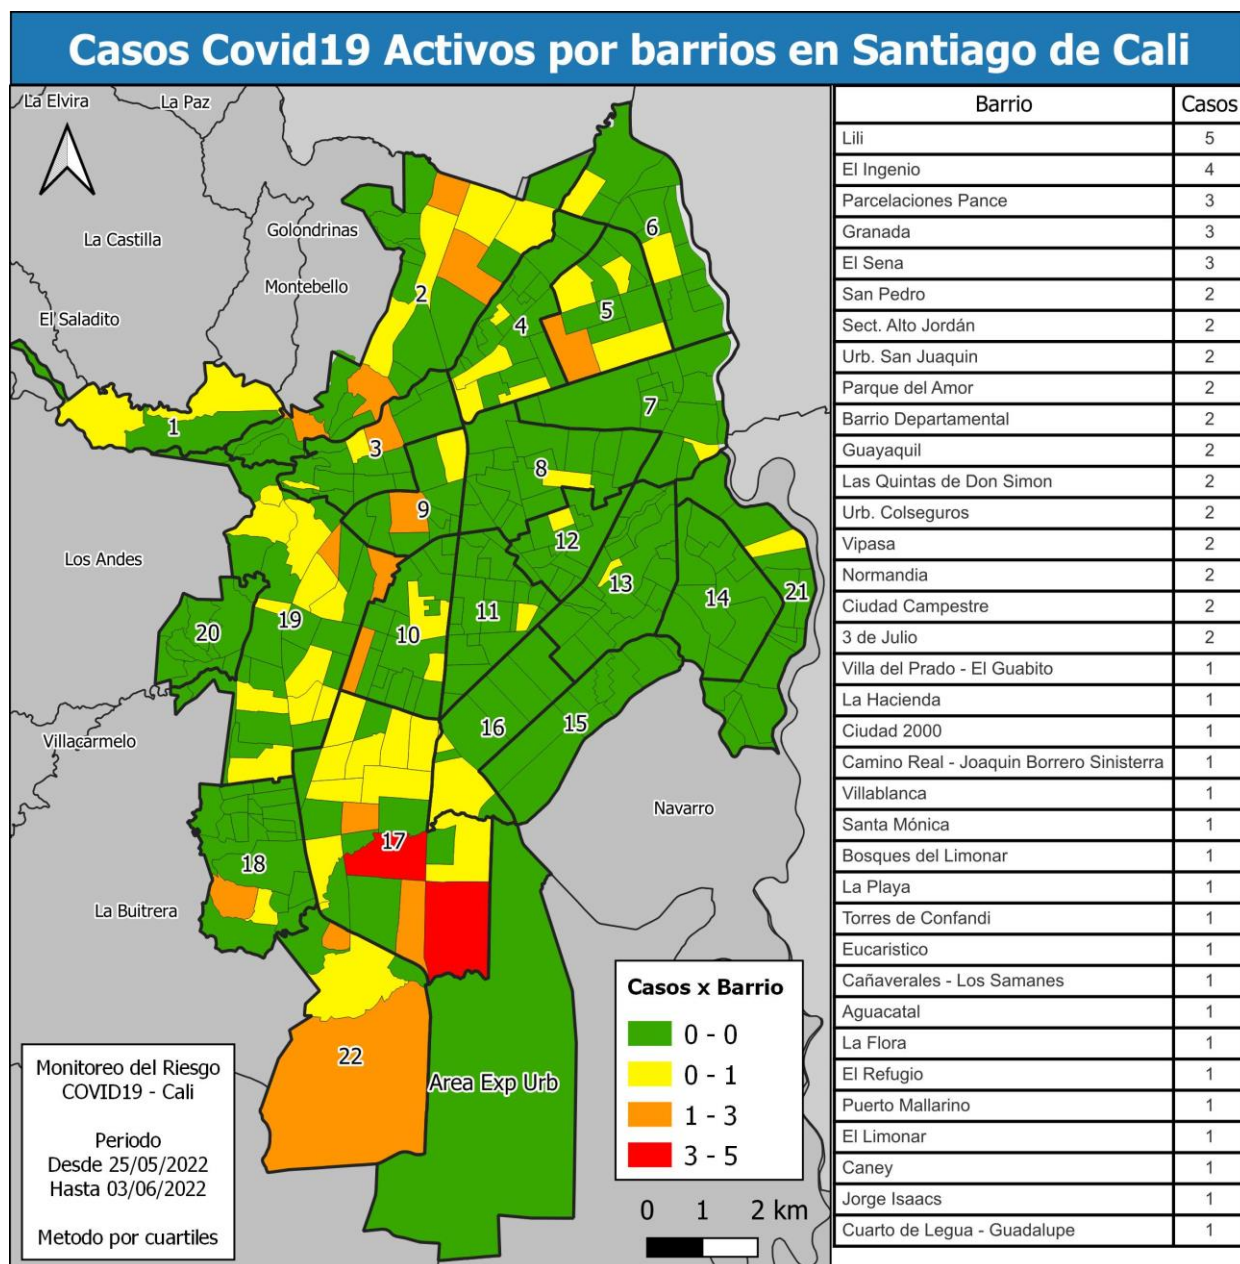 Casos Covid19 Activos por barrios en Santiago de Cali
La Elvira
La Paz
La Castilla
Golondrinas
Montebello
El Saladito
Los Andes
Villacarmelo
La Buitrera
Navarro
Area Exp Urb
1
2
3
4
5
6
7
8
9
10
11
12
13
14
15
16
17
18
19
20
21
22
Monitoreo del Riesgo
COVID19 - Cali
Periodo
Desde 25/05/2022
Hasta 03/06/2022
Metodo por cuartiles
Casos x Barrio
0 - 0
0 - 1
1 - 3
3 - 5
0 1 2 km
Barrio Casos
Lili 5
El Ingenio 4
Parcelaciones Pance 3
Granada 3
El Sena 3
San Pedro 2
Sect. Alto Jordán 2
Urb. San Juaquin 2
Parque del Amor 2
Barrio Departamental 2
Guayaquil 2
Las Quintas de Don Simon 2
Urb. Colseguros 2
Vipasa 2
Normandia 2
Ciudad Campestre 2
3 de Julio 2
Villa del Prado - El Guabito 1
La Hacienda 1
Ciudad 2000 1
Camino Real - Joaquin Borrero Sinisterra 1
Villablanca 1
Santa Mónica 1
Bosques del Limonar 1
La Playa 1
Torres de Confandi 1
Eucaristico 1
Cañaverales - Los Samanes 1
Aguacatal 1
La Flora 1
El Refugio 1
Puerto Mallarino 1
El Limonar 1
Caney 1
Jorge Isaacs 1
Cuarto de Legua - Guadalupe 1